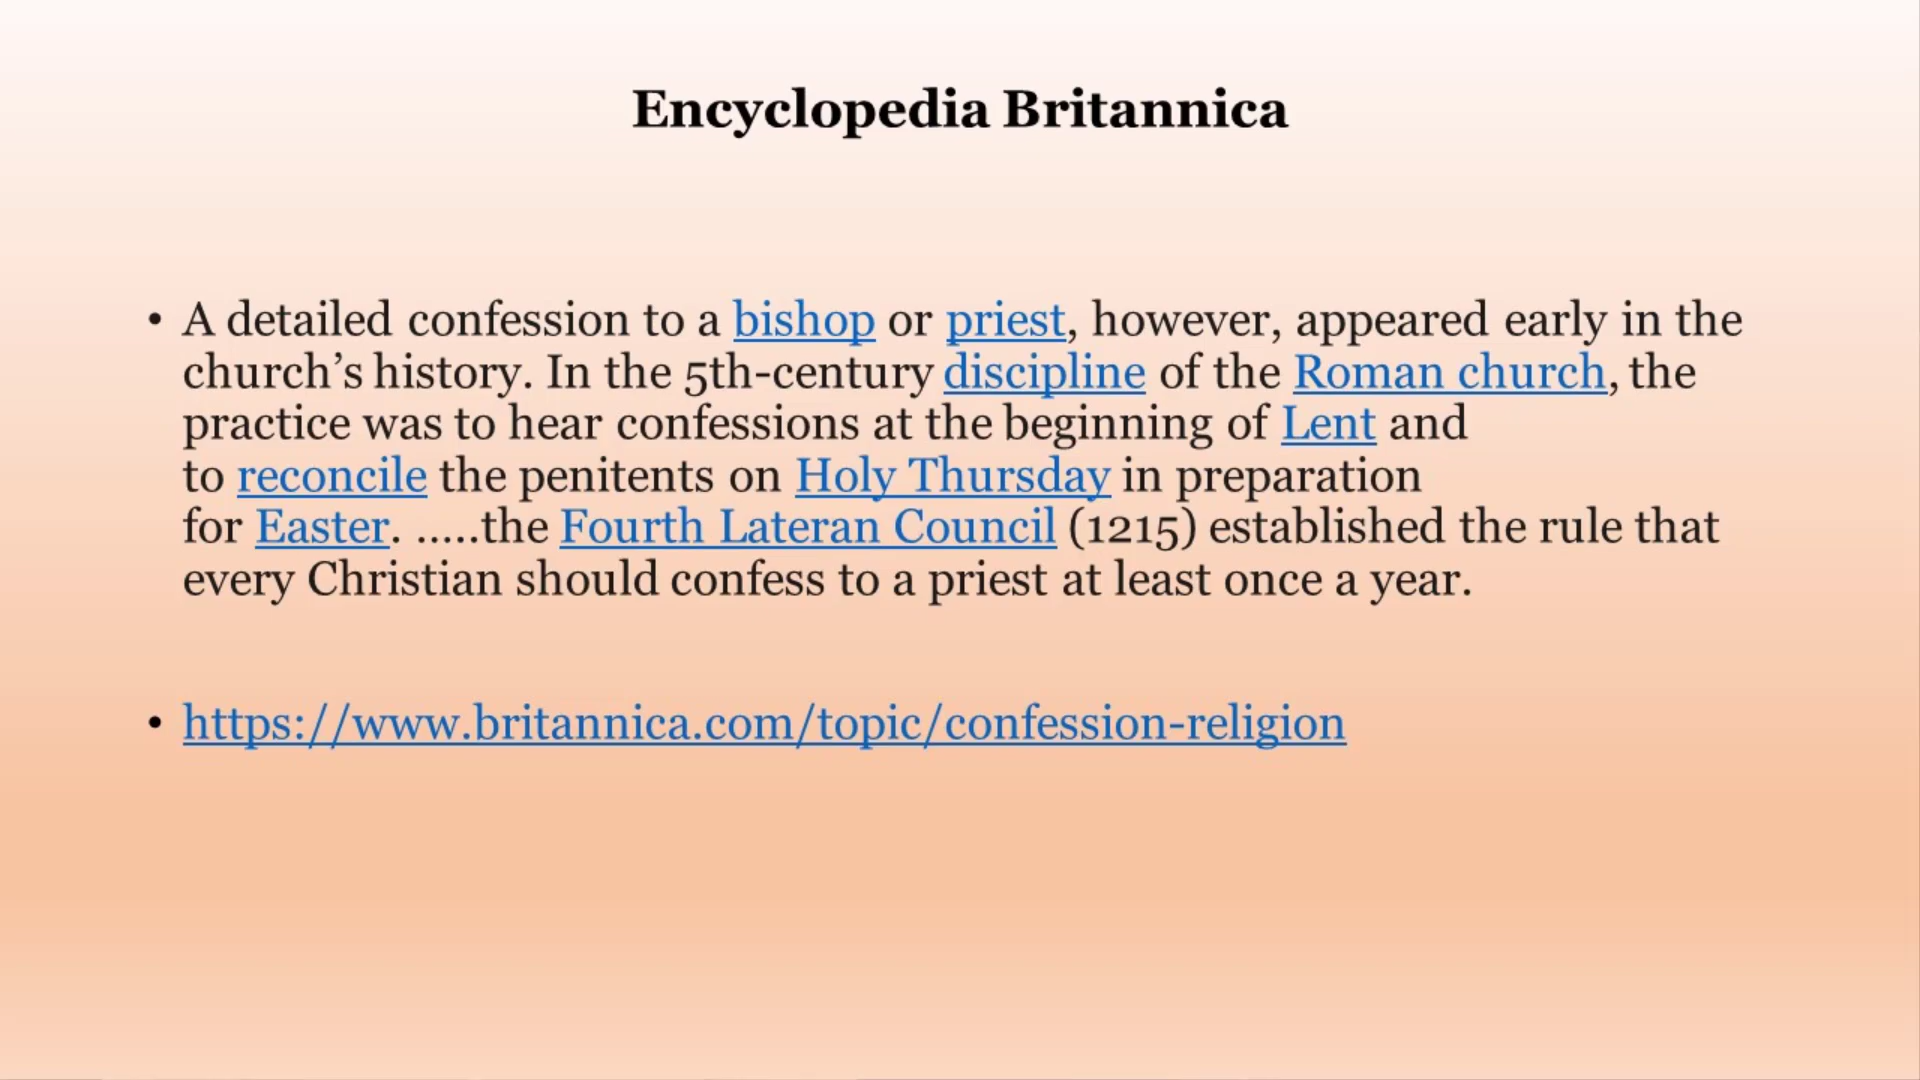 Encyclopedia Britannica
• A detailed confession to a bishop or priest, however, appeared early in the
church’s history. In the 5th-century discipline of the Roman church, the
practice was to hear confessions at the beginning of Lent and
to reconcile the penitents on Holy Thursday in preparation
for Easter. .....the Fourth Lateran Council (1215) established the rule that
every Christian should confess to a priest at least once a year.
• https://www.britannica.com/topic/confession-religion